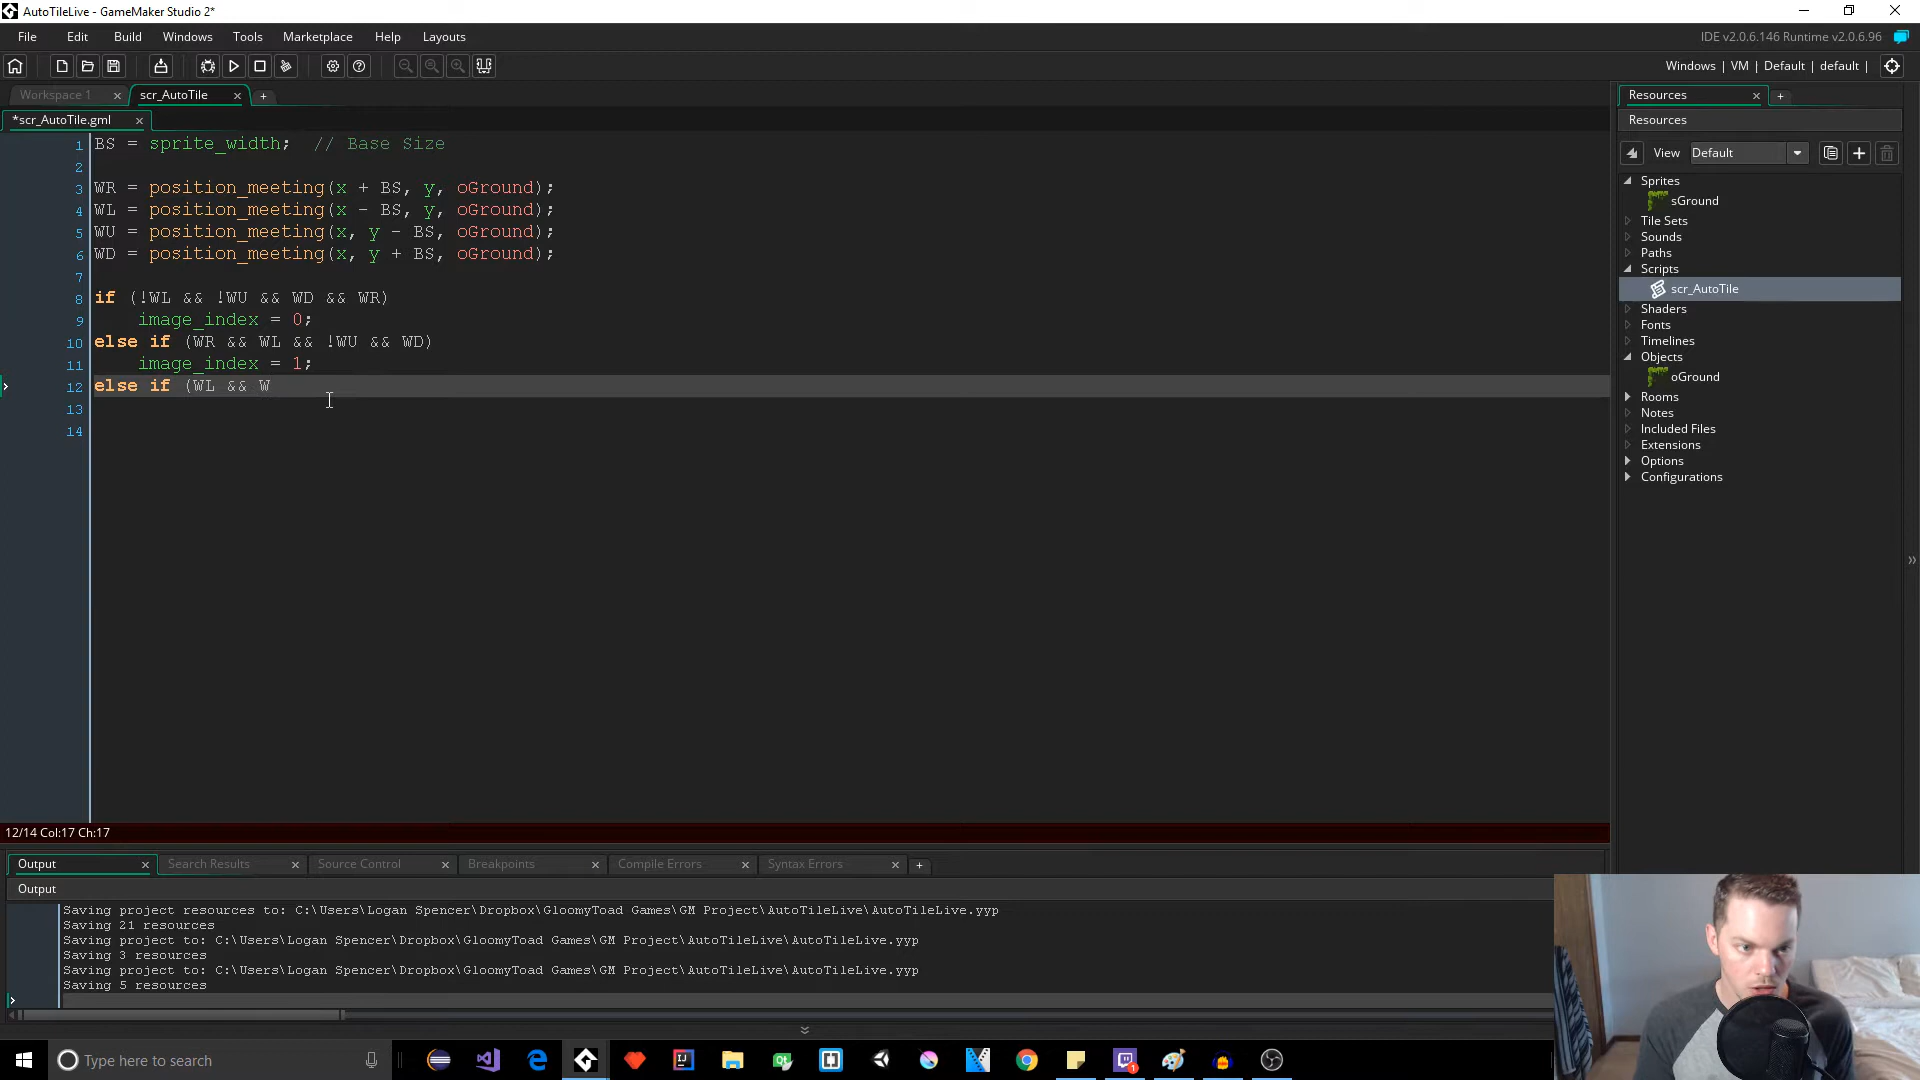 AutoTileLive - GameMaker Studio 2*
File Edit Build Windows Tools Marketplace Help Layouts
IDE v2.0.6.146 Runtime v2.0.6.96
Windows | VM | Default | default |
Workspace 1
scr_AutoTile
*scr_AutoTile.gml
1 BS = sprite_width; // Base Size
2
3 WR = position_meeting(x + BS, y, oGround);
4 WL = position_meeting(x - BS, y, oGround);
5 WU = position_meeting(x, y - BS, oGround);
6 WD = position_meeting(x, y + BS, oGround);
7
8 if (!WL && !WU && WD && WR)
9 image_index = 0;
10 else if (WR && WL && !WU && WD)
11 image_index = 1;
12 else if (WL && W
13
14
12/14 Col:17 Ch:17
Resources
Resources
View Default
Sprites
sGround
Tile Sets
Sounds
Paths
Scripts
scr_AutoTile
Shaders
Fonts
Timelines
Objects
oGround
Rooms
Notes
Included Files
Extensions
Options
Configurations
Output Search Results Source Control Breakpoints Compile Errors Syntax Errors
Output
Saving project resources to: C:\Users\Logan Spencer\Dropbox\GloomyToad Games\GM Project\AutoTileLive\AutoTileLive.yyp
Saving 21 resources
Saving project to: C:\Users\Logan Spencer\Dropbox\GloomyToad Games\GM Project\AutoTileLive\AutoTileLive.yyp
Saving 3 resources
Saving project to: C:\Users\Logan Spencer\Dropbox\GloomyToad Games\GM Project\AutoTileLive\AutoTileLive.yyp
Saving 5 resources
Type here to search